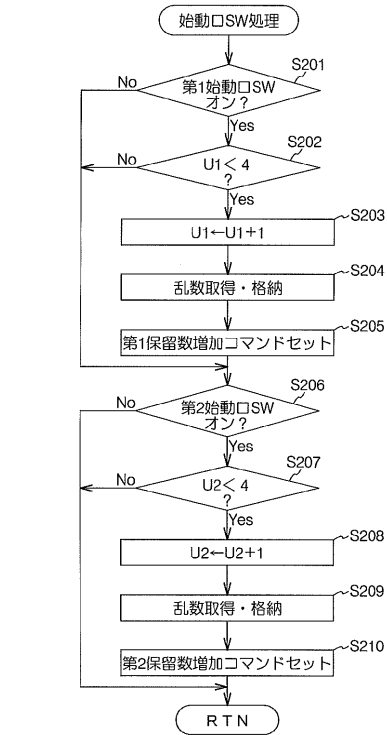 始動口SW処理
S201
No
第1始動口SW
オン?
Yes
S202
No
U1<4
?
Yes
S203
U1←U1+1
S204
乱数取得・格納
S205
第1保留数増加コマンドセット
S206
No
第2始動口SW
オン?
Yes
S207
No
U2<4
?
Yes
S208
U2←U2+1
S209
乱数取得・格納
S210
第2保留数増加コマンドセット
RTN